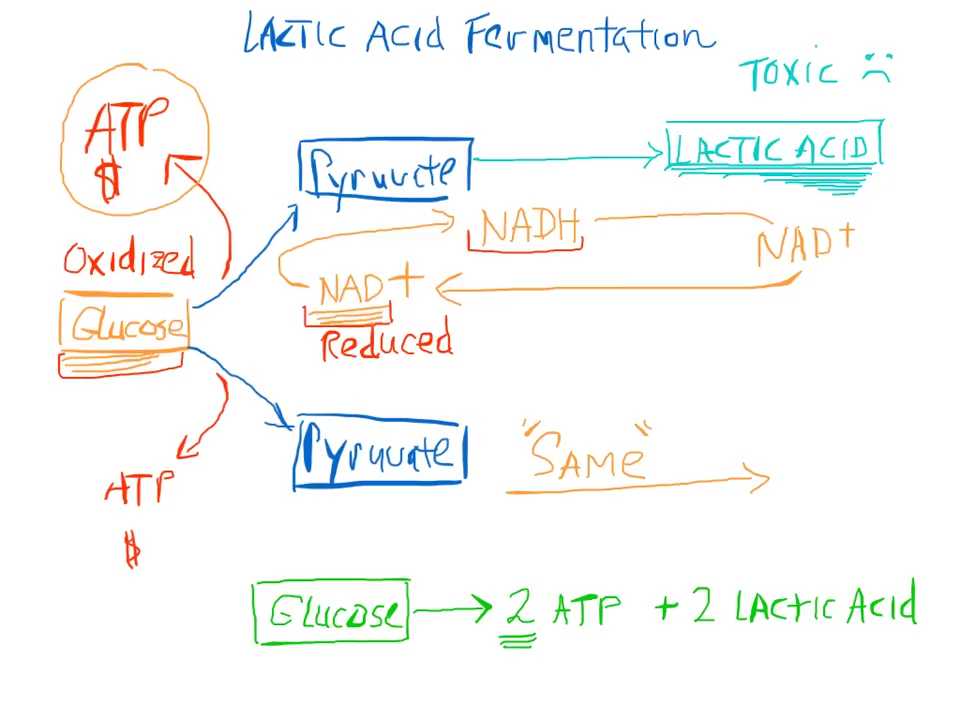 LACTIC ACID Fermentation
TOXIC
ATP
$
Pyruvate
LACTIC ACID
NADH
NAD+
Oxidized
NAD+
Glucose
Reduced
Pyruvate
"SAME"
ATP
$
Glucose → 2 ATP + 2 LACTIC ACID